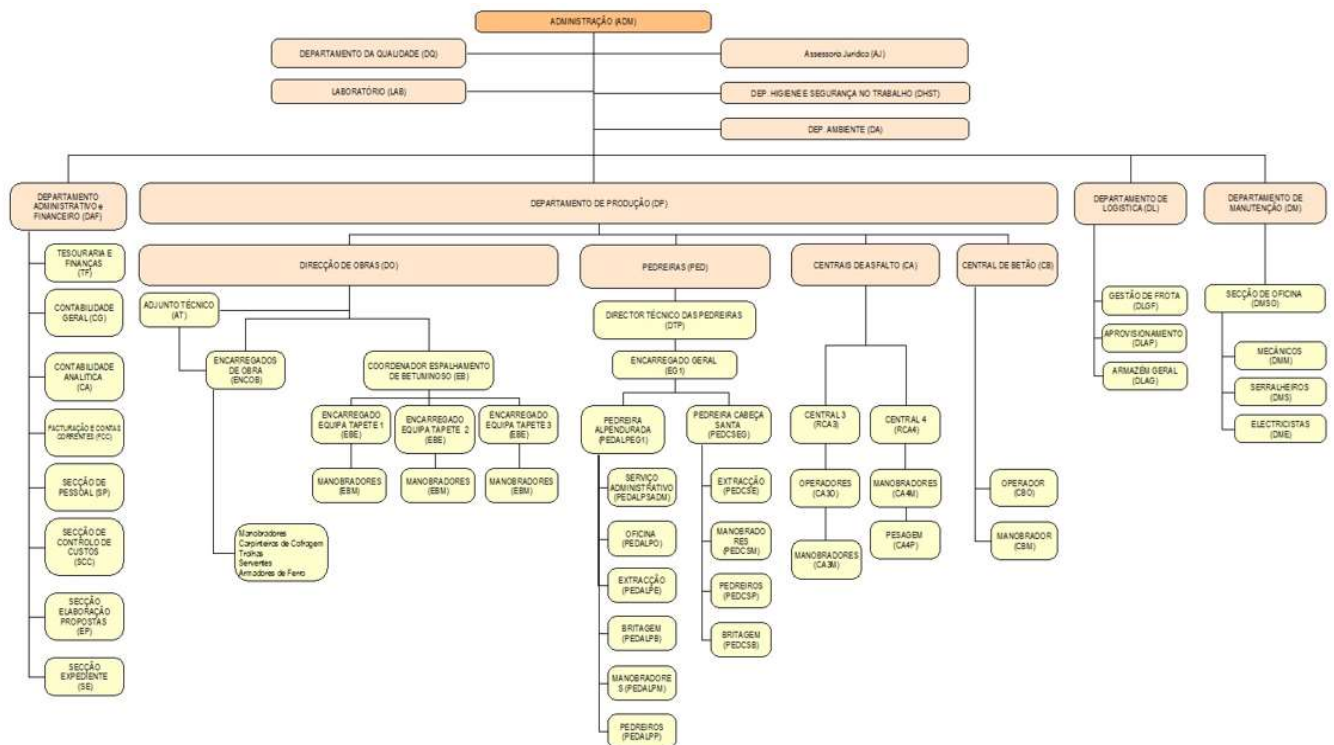 ADMINISTRAÇÃO (ADM)
DEPARTAMENTO DA QUALIDADE (DQ)
Assessoria Jurídica (AJ)
LABORATÓRIO (LAB)
DEP. HIGIENE E SEGURANÇA NO TRABALHO (DHST)
DEP. AMBIENTE (DA)
DEPARTAMENTO
ADMINISTRATIVO e
FINANCEIRO (DAF)
DEPARTAMENTO DE PRODUÇÃO (DP)
DEPARTAMENTO DE
LOGISTICA (DL)
DEPARTAMENTO DE
MANUTENÇÃO (DM)
TESOURARIA E
FINANÇAS
(TF)
CONTABILIDADE
GERAL (CG)
CONTABILIDADE
ANALITICA
(CA)
FACTURAÇÃO E CONTAS
CORRENTES (FCC)
SECÇÃO DE
PESSOAL (SP)
SECÇÃO DE
CONTROLO DE
CUSTOS
(SCC)
SECÇÃO
ELABORAÇÃO
PROPOSTAS
(EP)
SECÇÃO
EXPEDIENTE
(SE)
DIRECÇÃO DE OBRAS (DO)
ADJUNTO TÉCNICO
(AT)
ENCARREGADOS
DE OBRA
(ENCOB)
Manobradores
Carpinteiros de Cofragem
Trolhas
Serventes
Armadores de Ferro
COORDENADOR ESPALHAMENTO
DE BETUMINOSO (EB)
ENCARREGADO
EQUIPA TAPETE 1
(EBE)
ENCARREGADO
EQUIPA TAPETE 2
(EBE)
ENCARREGADO
EQUIPA TAPETE 3
(EBE)
MANOBRADORES
(EBM)
MANOBRADORES
(EBM)
MANOBRADORES
(EBM)
PEDREIRAS (PED)
DIRECTOR TÉCNICO DAS PEDREIRAS
(DTP)
ENCARREGADO GERAL
(EG1)
PEDREIRA
ALPENDURADA
(PEDALPEG1)
SERVIÇO
ADMINISTRATIVO
(PEDALPSADM)
OFICINA
(PEDALPO)
EXTRACÇÃO
(PEDALPE)
BRITAGEM
(PEDALPB)
MANOBRADORE
S (PEDALPM)
PEDREIROS
(PEDALPP)
PEDREIRA CABEÇA
SANTA
(PEDCSEG)
EXTRACÇÃO
(PEDCSE)
MANOBRADO
RES
(PEDCSM)
PEDREIROS
(PEDCSP)
BRITAGEM
(PEDCSB)
CENTRAIS DE ASFALTO (CA)
CENTRAL 3
(RCA3)
OPERADORES
(CA3O)
MANOBRADORES
(CA3M)
CENTRAL 4
(RCA4)
MANOBRADORES
(CA4M)
PESAGEM
(CA4P)
CENTRAL DE BETÃO (CB)
OPERADOR
(CBO)
MANOBRADOR
(CBM)
GESTÃO DE FROTA
(DLGF)
APROVISIONAMENTO
(DLAP)
ARMAZÉM GERAL
(DLAG)
SECÇÃO DE OFICINA
(DMSO)
MECÂNICOS
(DMM)
SERRALHEIROS
(DMS)
ELECTRICISTAS
(DME)